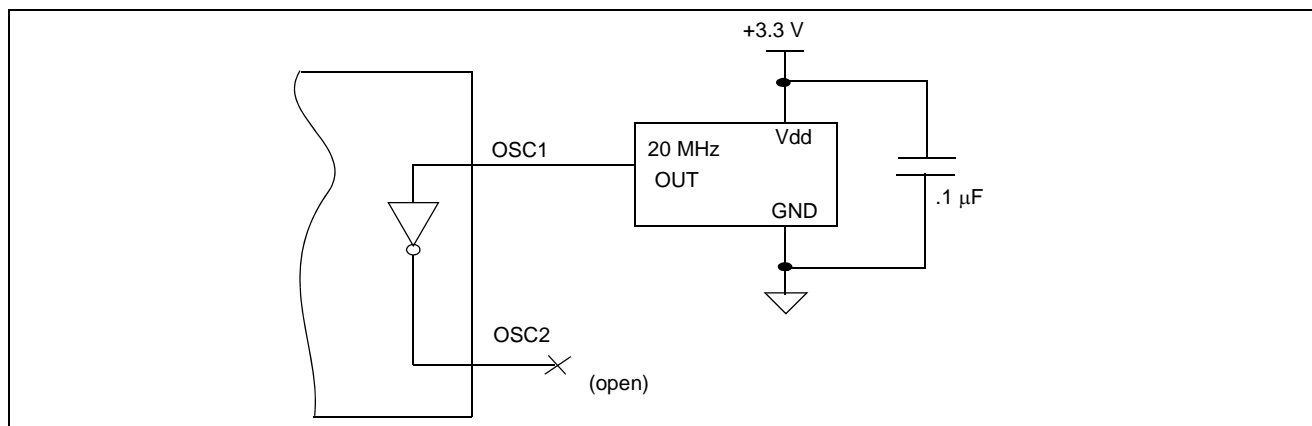 +3.3 V
OSC1
20 MHz
OUT
Vdd
GND
.1 μF
OSC2
(open)